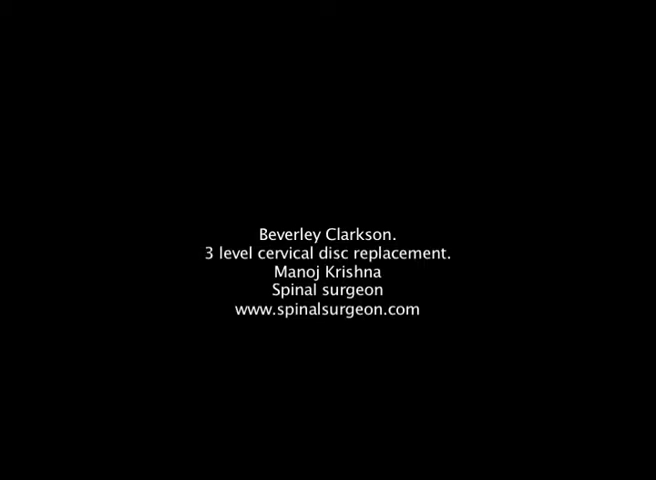 Beverley Clarkson.
3 level cervical disc replacement.
Manoj Krishna
Spinal surgeon
www.spinalsurgeon.com